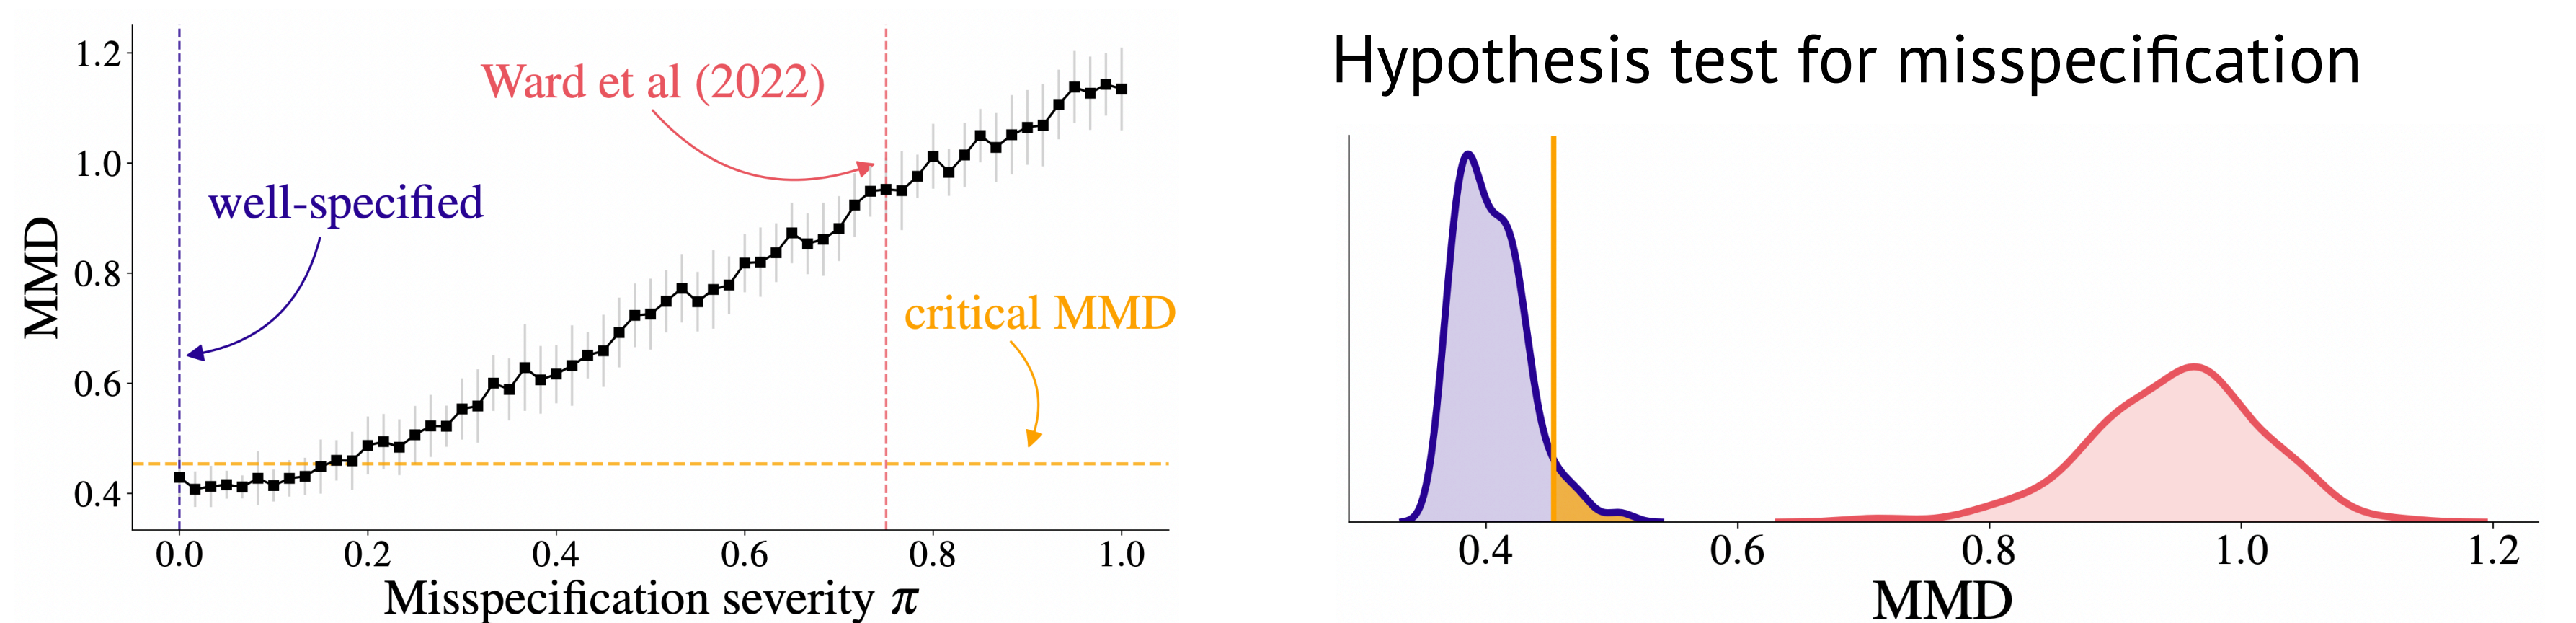 MMD
1.2
1.0
0.8
0.6
0.4
Ward et al (2022)
well-specified
critical MMD
0.0 0.2 0.4 0.6 0.8 1.0
Misspecification severity π
Hypothesis test for misspecification
0.4 0.6 0.8 1.0 1.2
MMD